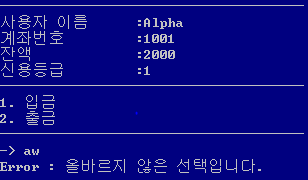 사용자 이름 :Alpha
계좌번호 :1001
잔액 :2000
신용등급 :1
1. 입금
2. 출금
-> aw
Error : 올바르지 않은 선택입니다.